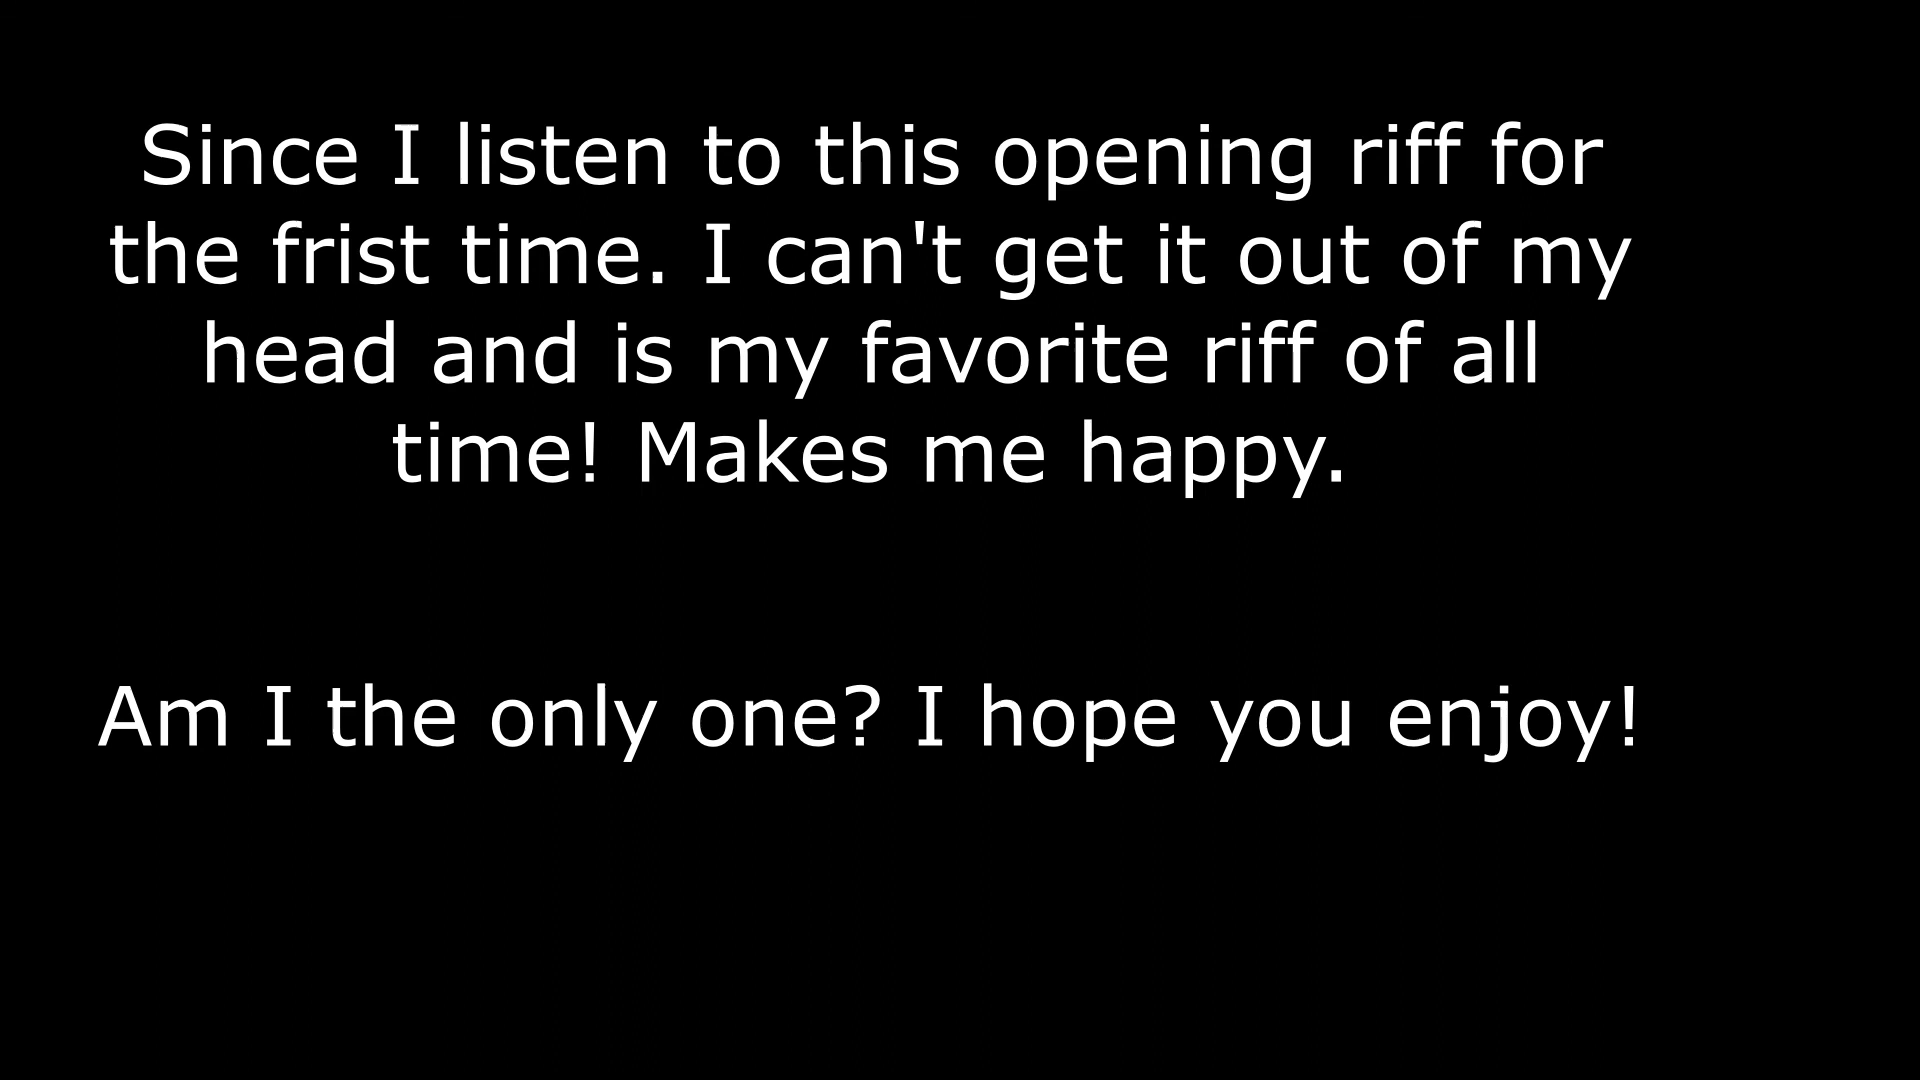 Since I listen to this opening riff for
the frist time. I can't get it out of my
head and is my favorite riff of all
time! Makes me happy.
Am I the only one? I hope you enjoy!